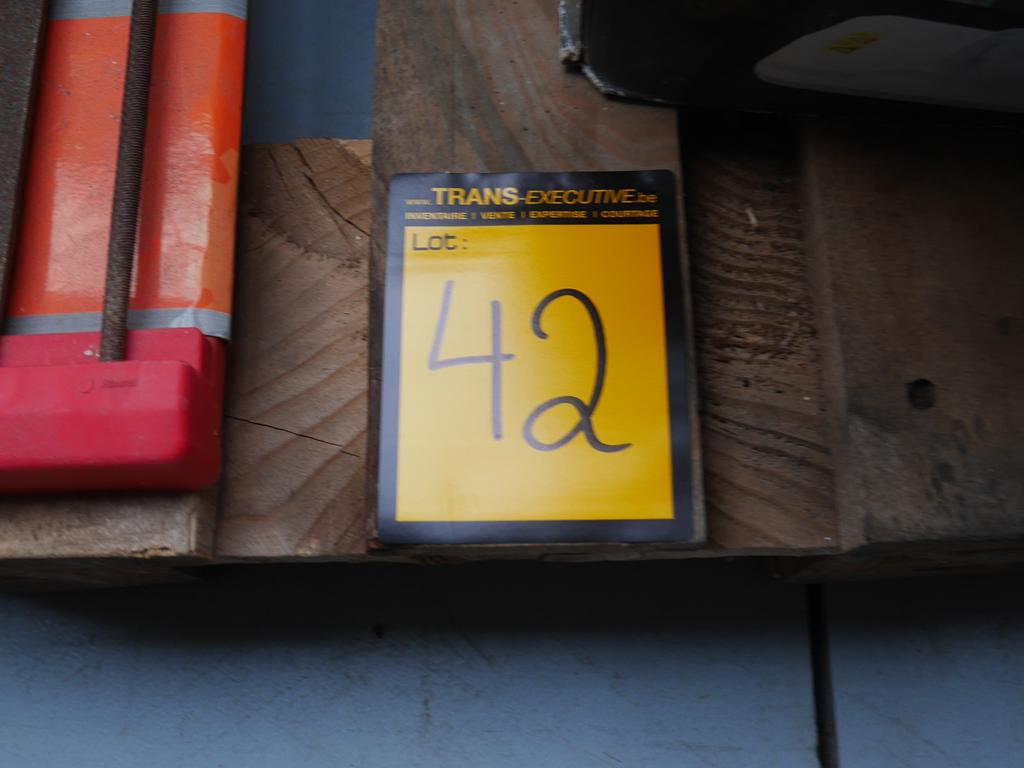 www.TRANS-EXECUTIVE.be
INVENTAIRE | VENTE | EXPERTISE | COURTAGE
Lot:
42